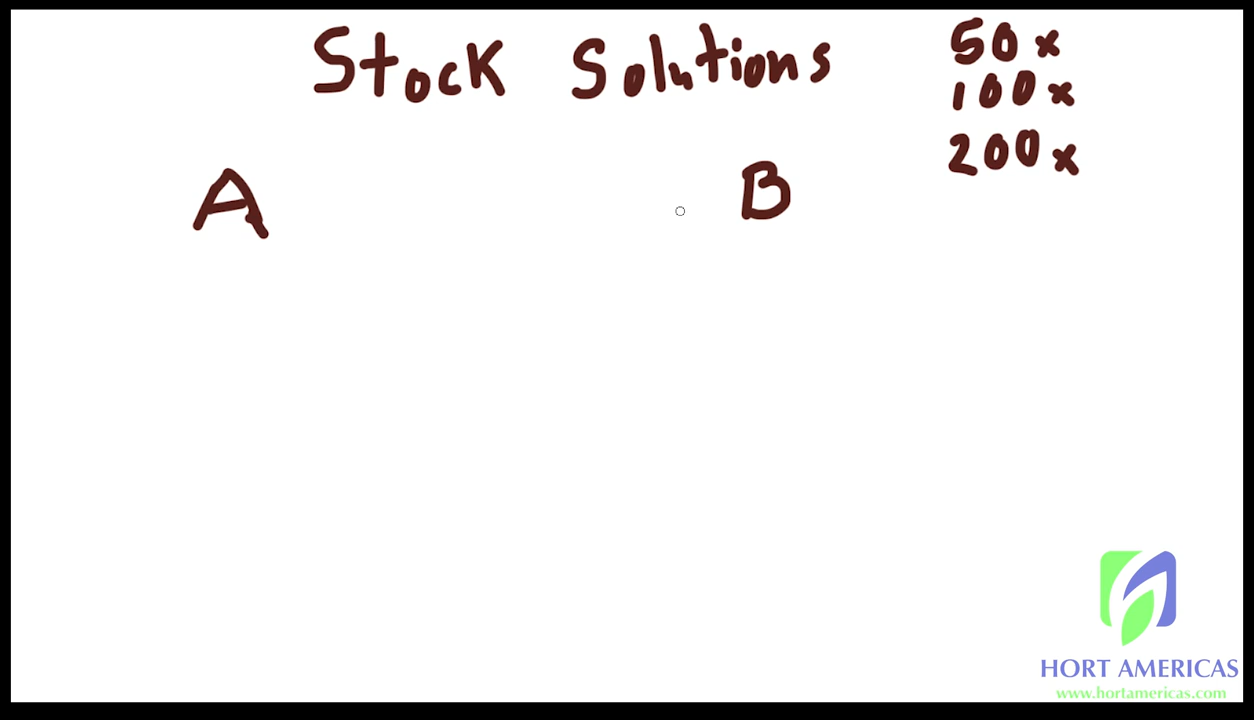 Stock Solutions
50x
100x
200x
A
B
HORT AMERICAS
www.hortamericas.com